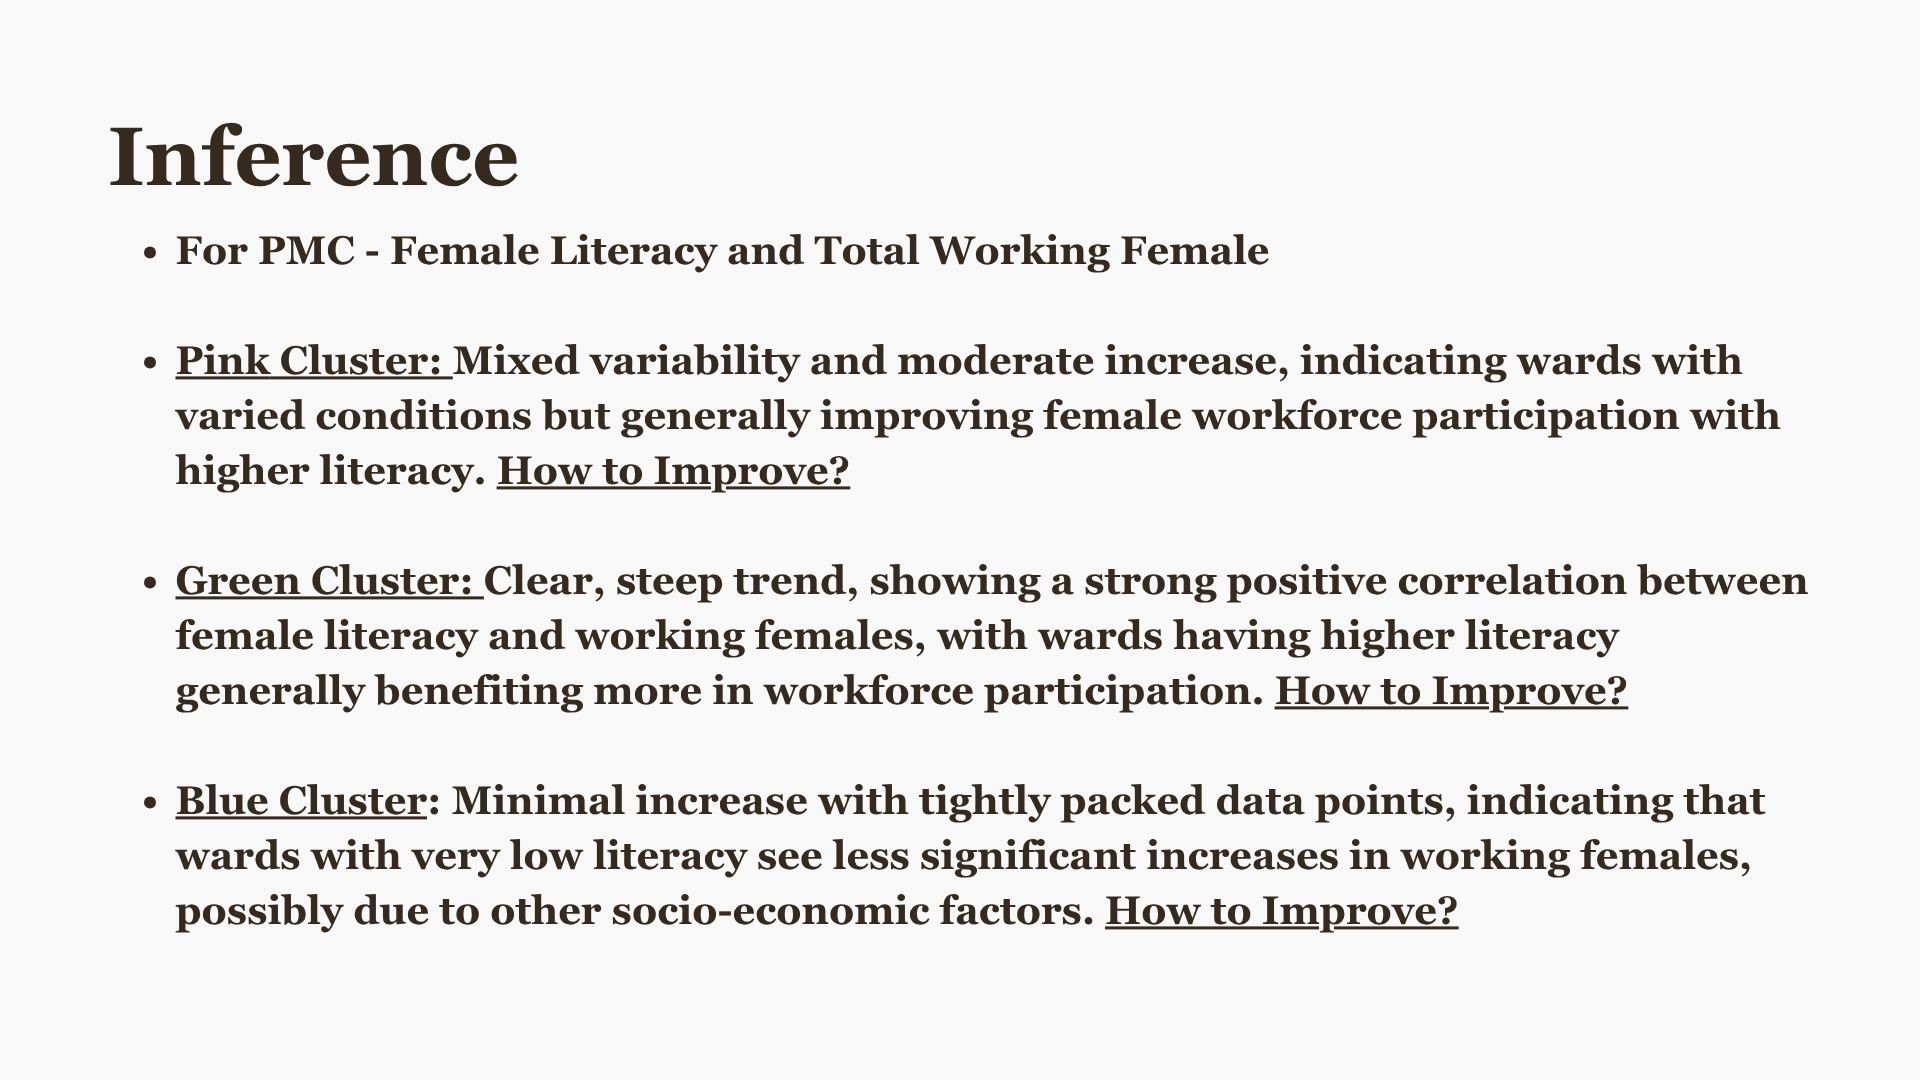 Inference
• For PMC - Female Literacy and Total Working Female
• Pink Cluster: Mixed variability and moderate increase, indicating wards with
varied conditions but generally improving female workforce participation with
higher literacy. How to Improve?
• Green Cluster: Clear, steep trend, showing a strong positive correlation between
female literacy and working females, with wards having higher literacy
generally benefiting more in workforce participation. How to Improve?
• Blue Cluster: Minimal increase with tightly packed data points, indicating that
wards with very low literacy see less significant increases in working females,
possibly due to other socio-economic factors. How to Improve?